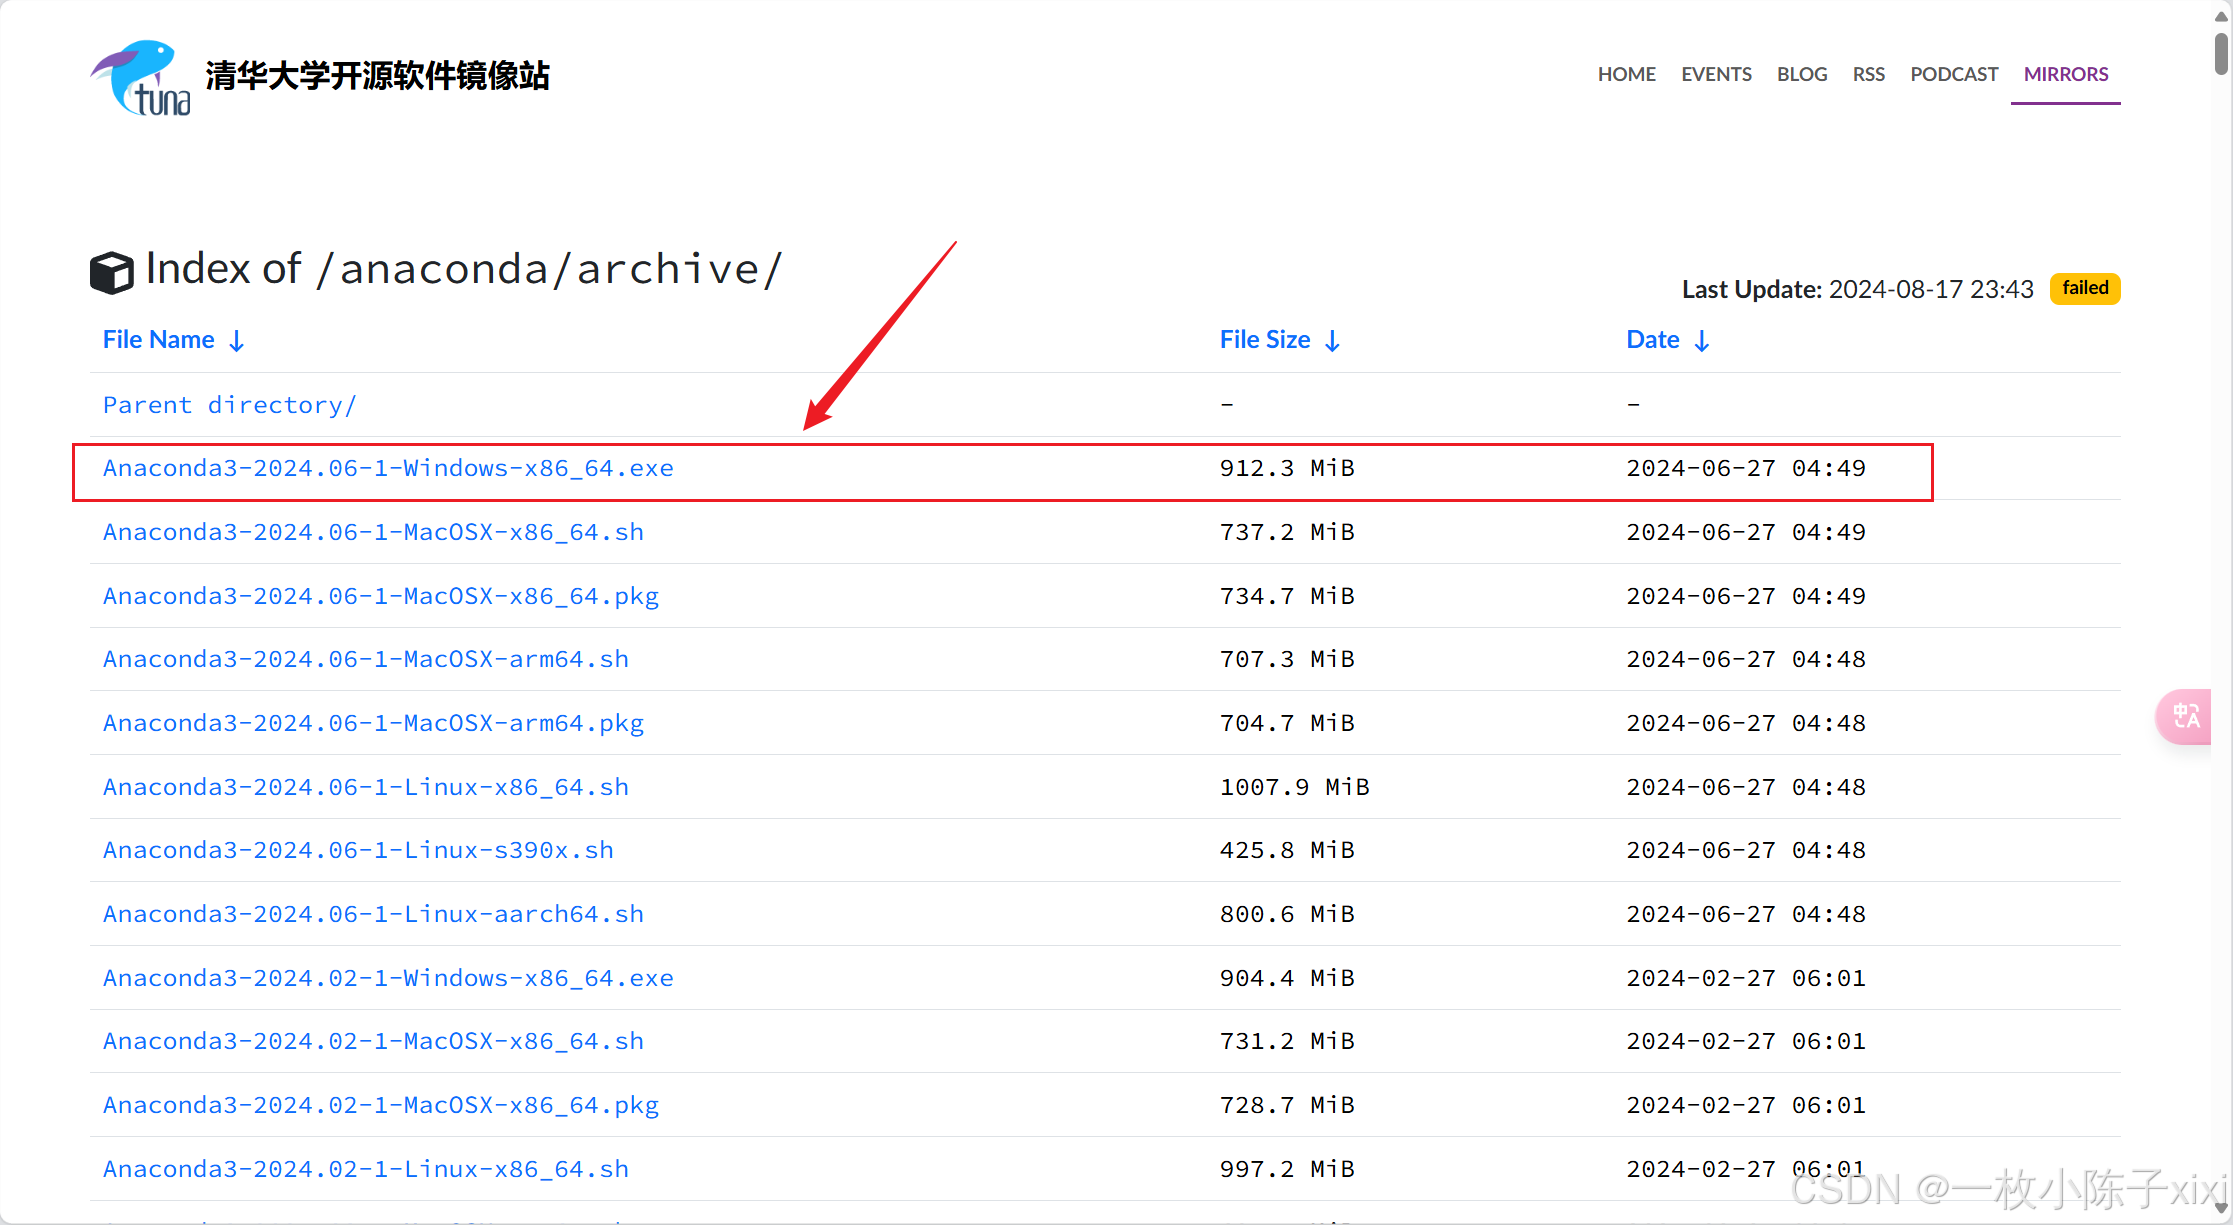 tuna 清华大学开源软件镜像站 HOME EVENTS BLOG RSS PODCAST MIRRORS
Index of /anaconda/archive/
Last Update: 2024-08-17 23:43 failed
File Name ↓ File Size ↓ Date ↓
Parent directory/ - -
Anaconda3-2024.06-1-Windows-x86_64.exe 912.3 MiB 2024-06-27 04:49
Anaconda3-2024.06-1-MacOSX-x86_64.sh 737.2 MiB 2024-06-27 04:49
Anaconda3-2024.06-1-MacOSX-x86_64.pkg 734.7 MiB 2024-06-27 04:49
Anaconda3-2024.06-1-MacOSX-arm64.sh 707.3 MiB 2024-06-27 04:48
Anaconda3-2024.06-1-MacOSX-arm64.pkg 704.7 MiB 2024-06-27 04:48
中A
Anaconda3-2024.06-1-Linux-x86_64.sh 1007.9 MiB 2024-06-27 04:48
Anaconda3-2024.06-1-Linux-s390x.sh 425.8 MiB 2024-06-27 04:48
Anaconda3-2024.06-1-Linux-aarch64.sh 800.6 MiB 2024-06-27 04:48
Anaconda3-2024.02-1-Windows-x86_64.exe 904.4 MiB 2024-02-27 06:01
Anaconda3-2024.02-1-MacOSX-x86_64.sh 731.2 MiB 2024-02-27 06:01
Anaconda3-2024.02-1-MacOSX-x86_64.pkg 728.7 MiB 2024-02-27 06:01
Anaconda3-2024.02-1-Linux-x86_64.sh 997.2 MiB 2024-02-27 06:01
CSDN @一枚小陈子xixi